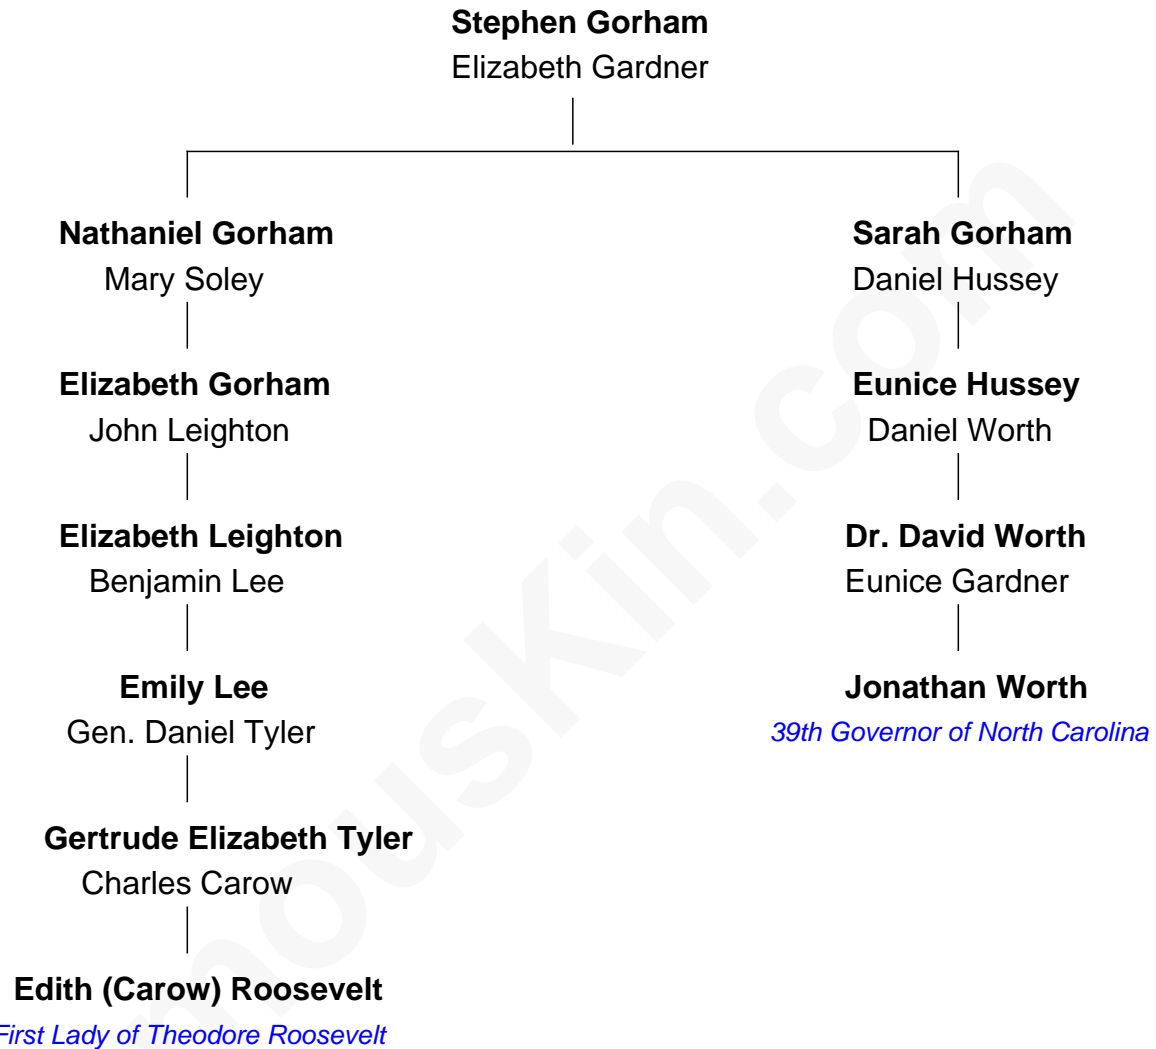 Stephen Gorham
Elizabeth Gardner
Nathaniel Gorham
Mary Soley
Sarah Gorham
Daniel Hussey
Elizabeth Gorham
John Leighton
Eunice Hussey
Daniel Worth
Elizabeth Leighton
Benjamin Lee
Dr. David Worth
Eunice Gardner
Emily Lee
Gen. Daniel Tyler
Jonathan Worth
39th Governor of North Carolina
Gertrude Elizabeth Tyler
Charles Carow
Edith (Carow) Roosevelt
First Lady of Theodore Roosevelt
mouskin.com